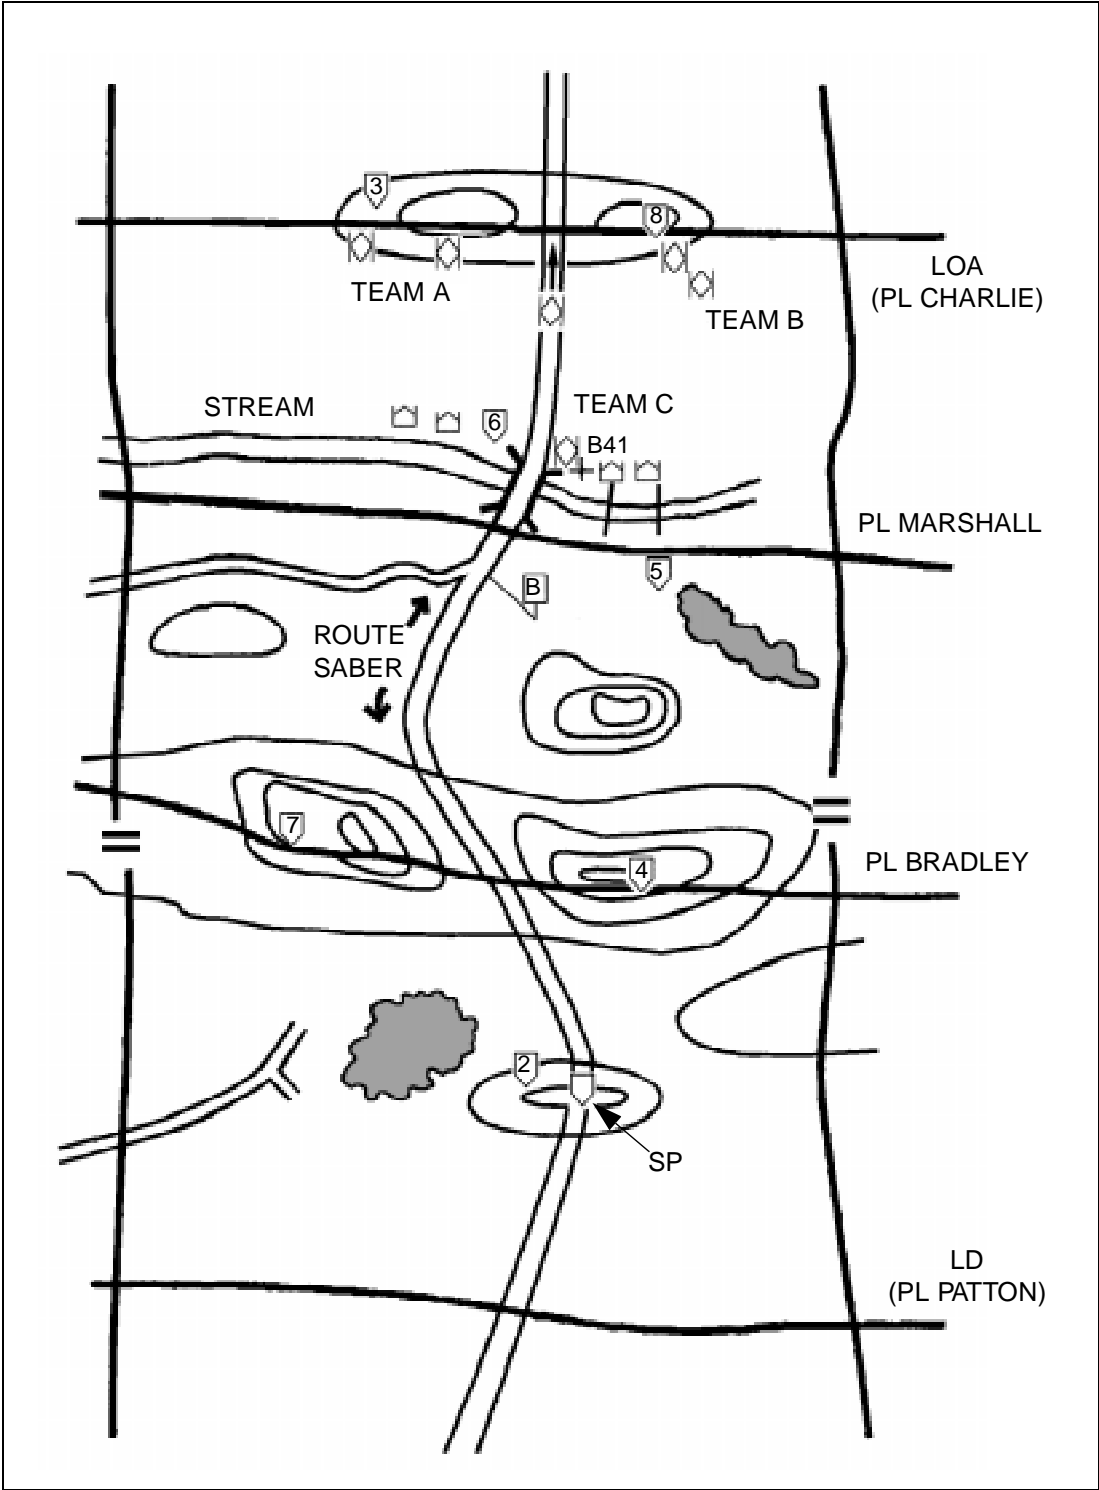 3
8
LOA
(PL CHARLIE)
TEAM A
TEAM B
STREAM
TEAM C
6
B41
PL MARSHALL
5
B
ROUTE
SABER
7
PL BRADLEY
4
2
SP
LD
(PL PATTON)